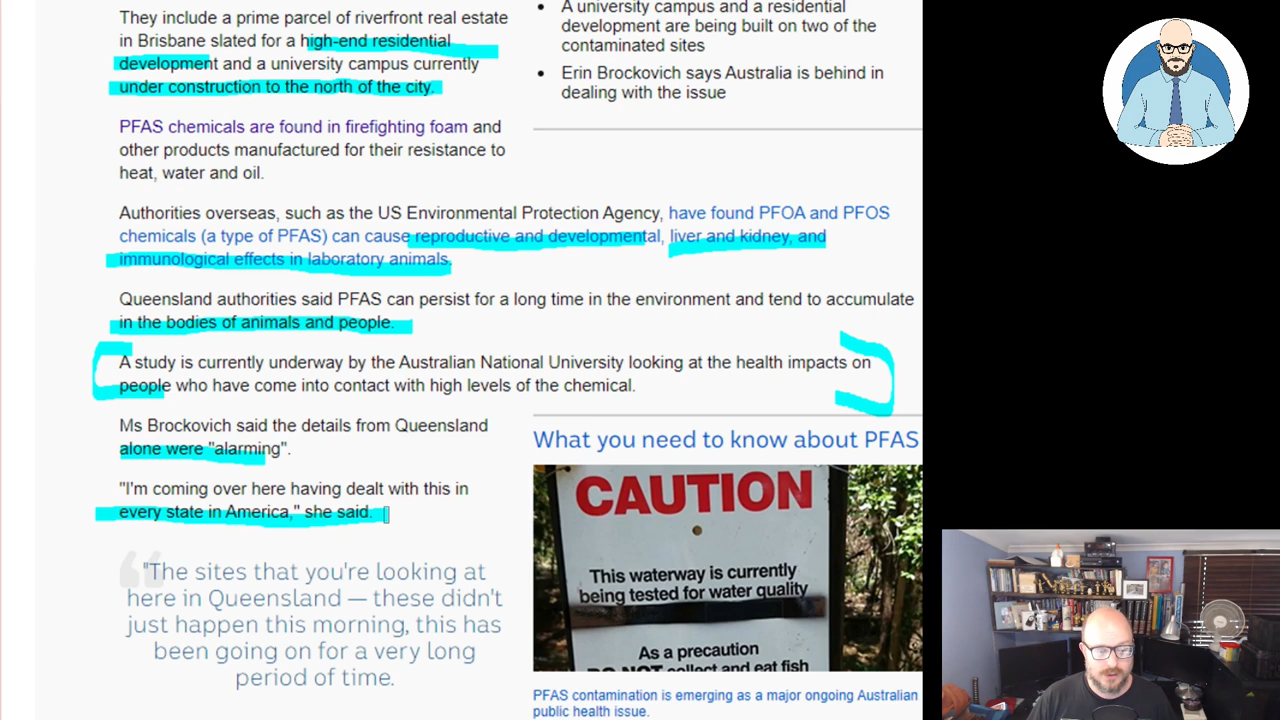 They include a prime parcel of riverfront real estate
in Brisbane slated for a high-end residential
development and a university campus currently
under construction to the north of the city.
PFAS chemicals are found in firefighting foam and
other products manufactured for their resistance to
heat, water and oil.
A university campus and a residential
development are being built on two of the
contaminated sites
Erin Brockovich says Australia is behind in
dealing with the issue
Authorities overseas, such as the US Environmental Protection Agency, have found PFOA and PFOS
chemicals (a type of PFAS) can cause reproductive and developmental, liver and kidney, and
immunological effects in laboratory animals.
Queensland authorities said PFAS can persist for a long time in the environment and tend to accumulate
in the bodies of animals and people.
A study is currently underway by the Australian National University looking at the health impacts on
people who have come into contact with high levels of the chemical.
Ms Brockovich said the details from Queensland
alone were "alarming".
"I'm coming over here having dealt with this in
every state in America," she said.
"The sites that you're looking at
here in Queensland — these didn't
just happen this morning, this has
been going on for a very long
period of time.
What you need to know about PFAS
CAUTION
This waterway is currently
being tested for water quality
As a precaution
DO NOT collect and eat fish
PFAS contamination is emerging as a major ongoing Australian
public health issue.